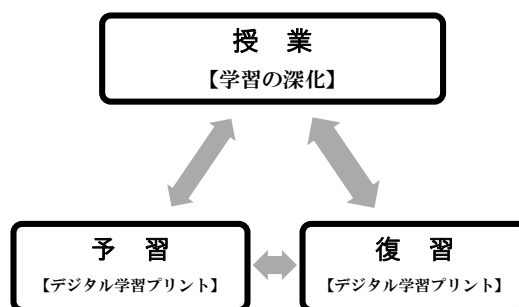 授　業
【学習の深化】
予　習
【デジタル学習プリント】
復　習
【デジタル学習プリント】